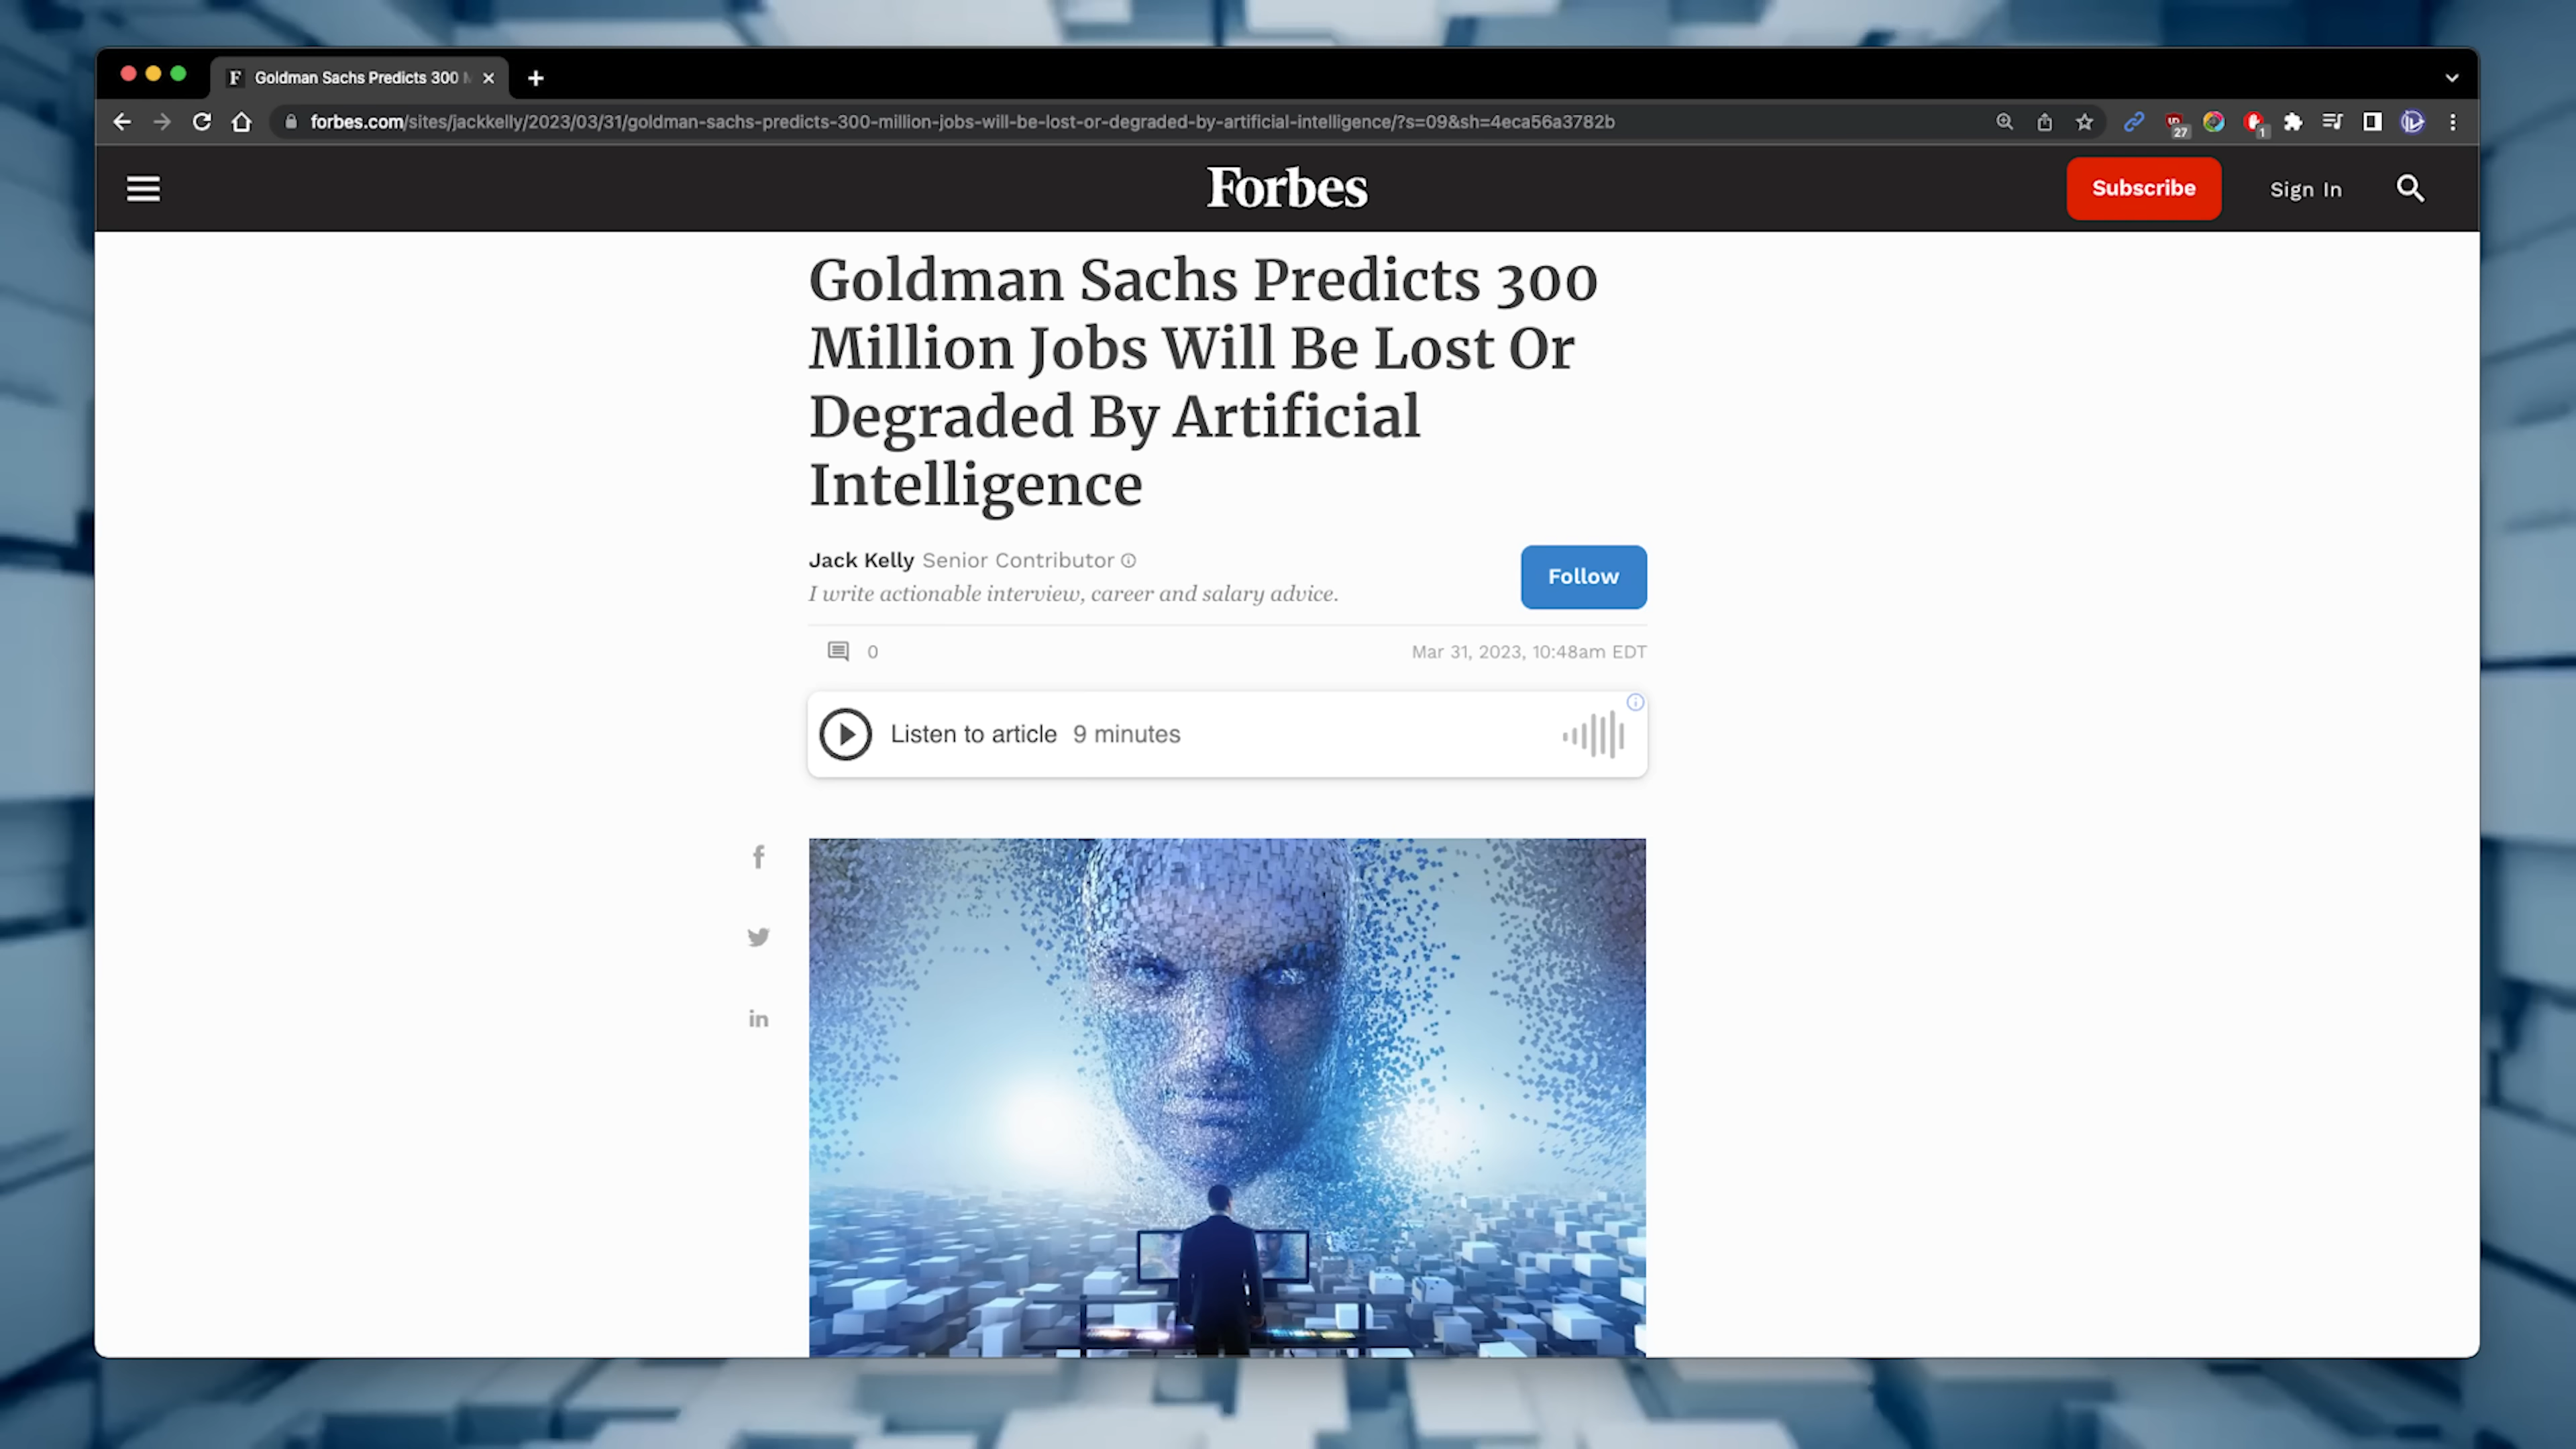 Goldman Sachs Predicts 300
forbes.com/sites/jackkelly/2023/03/31/goldman-sachs-predicts-300-million-jobs-will-be-lost-or-degraded-by-artificial-intelligence/?s=09&sh=4eca56a3782b
27
1
Forbes
Subscribe
Sign In
Goldman Sachs Predicts 300
Million Jobs Will Be Lost Or
Degraded By Artificial
Intelligence
Jack Kelly Senior Contributor
Follow
I write actionable interview, career and salary advice.
0
Mar 31, 2023, 10:48am EDT
Listen to article 9 minutes